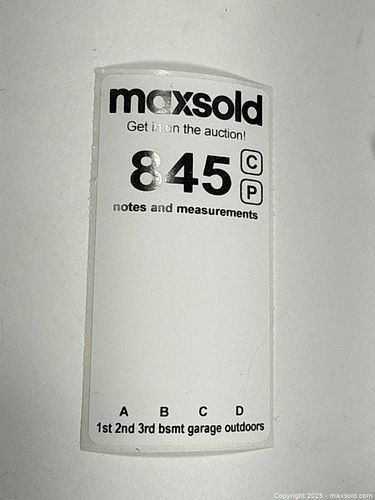 maxsold
Get in on the auction!
845 C
P
notes and measurements
A B C D
1st 2nd 3rd bsmt garage outdoors
Copyright 2025 - maxsold.com